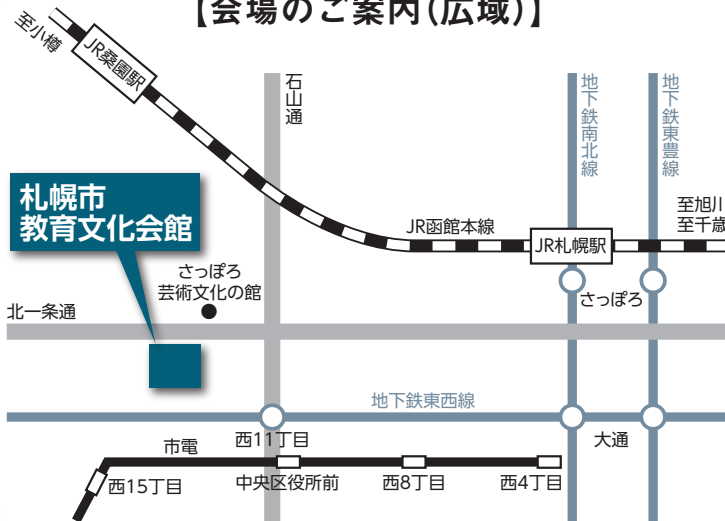 【会場のご案内(広域)】
至小樽
JR桑園駅
石山通
地下鉄南北線
地下鉄東豊線
札幌市
教育文化会館
至旭川
至千歳
JR函館本線
JR札幌駅
さっぽろ
芸術文化の館
さっぽろ
北一条通
地下鉄東西線
西11丁目
大通
市電
西15丁目
中央区役所前
西8丁目
西4丁目